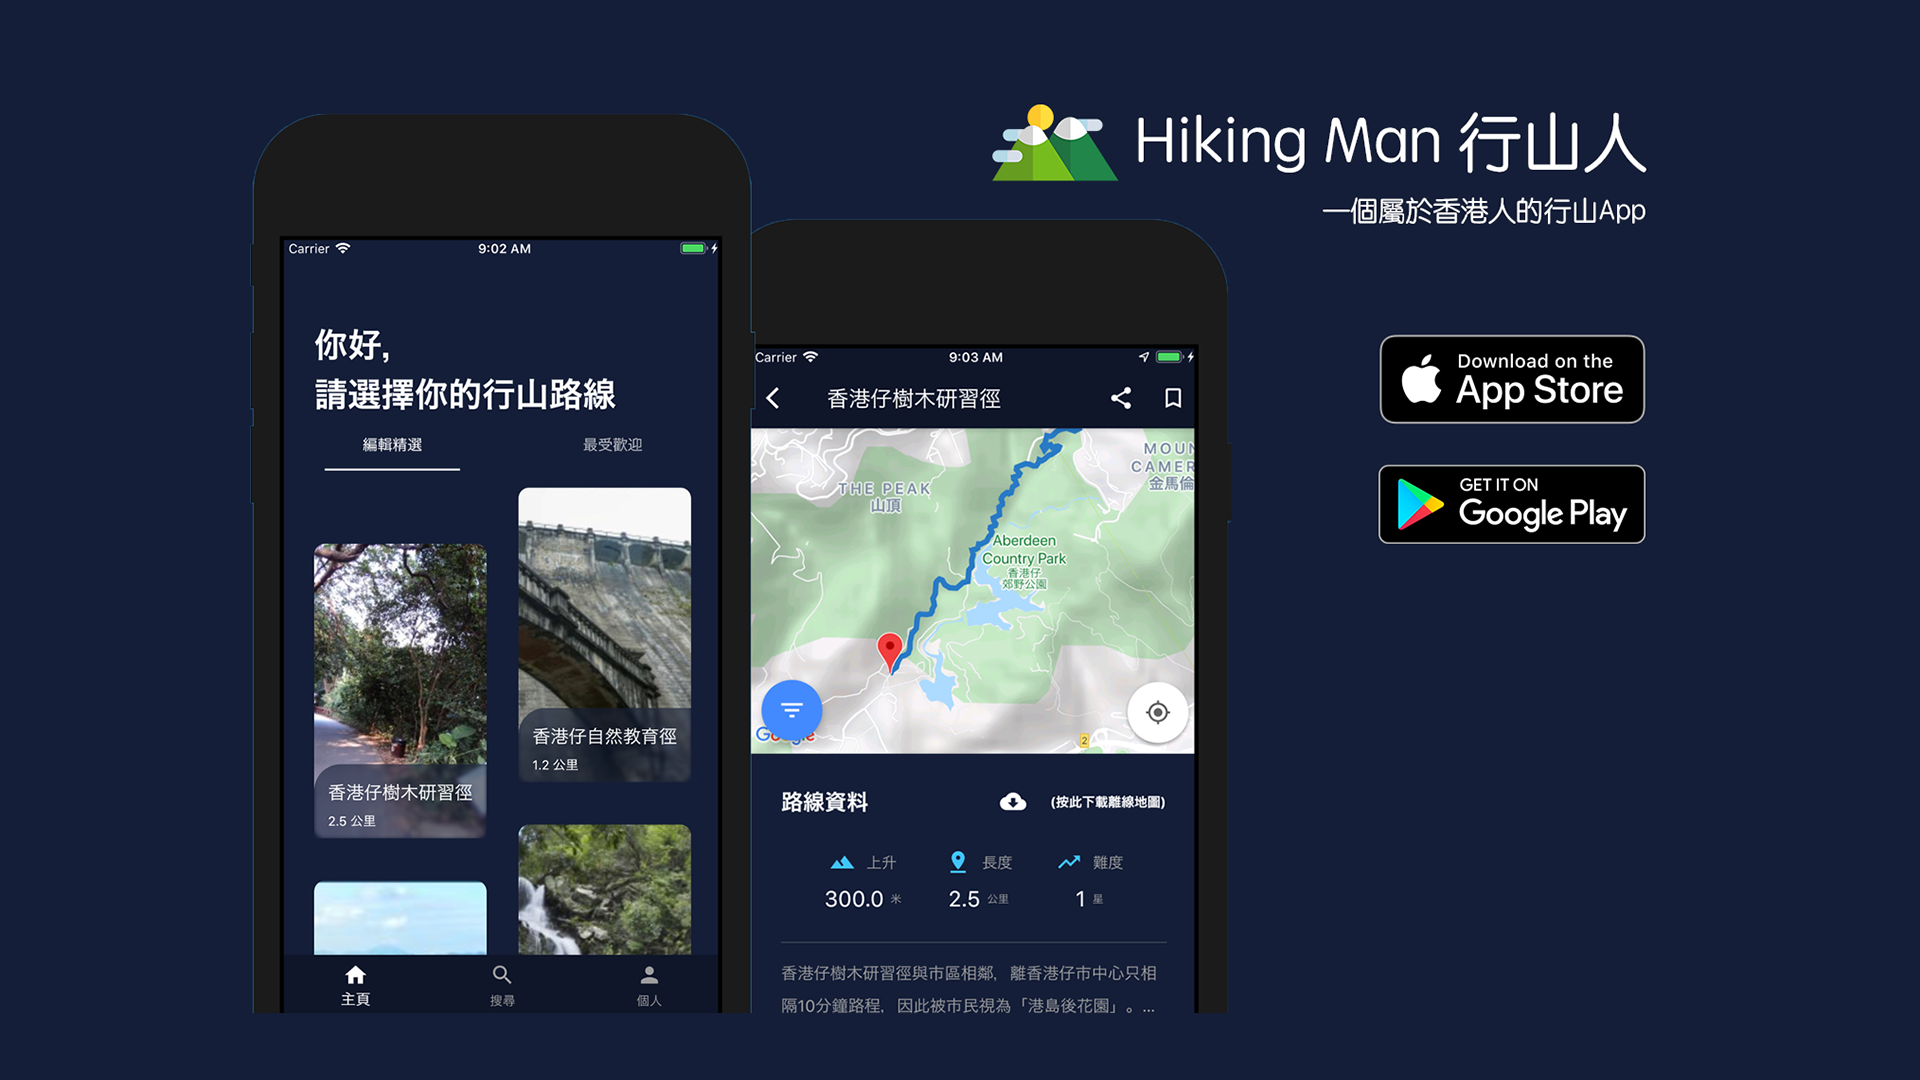 Hiking Man 行山人
一個屬於香港人的行山App
Download on the
App Store
GET IT ON
Google Play
Carrier 9:02 AM
你好,
請選擇你的行山路線
編輯精選 最受歡迎
香港仔樹木研習徑
2.5 公里
香港仔自然教育徑
1.2 公里
主頁 搜尋 個人
Carrier 9:03 AM
香港仔樹木研習徑
MOUN
CAMER
金馬倫
THE PEAK
山頂
Aberdeen
Country Park
香港仔
郊野公園
Google
2
路線資料 (按此下載離線地圖)
上升 長度 難度
300.0 米 2.5 公里 1 星
香港仔樹木研習徑與市區相鄰，離香港仔市中心只相
隔10分鐘路程，因此被市民視為「港島後花園」。...